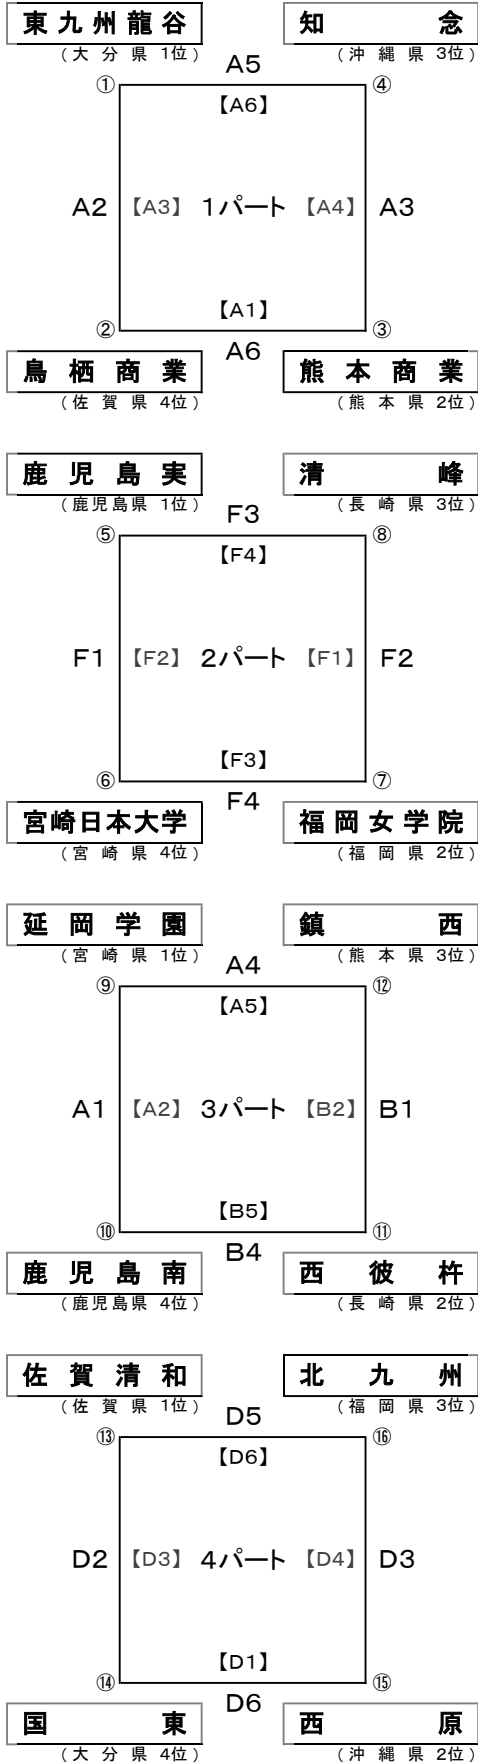 東九州龍谷 知念
(大分県 1位) (沖縄県 3位)
A5
① ④
【A6】
A2 【A3】 1パート 【A4】 A3
【A1】
② ③
A6
鳥栖商業 熊本商業
(佐賀県 4位) (熊本県 2位)
鹿児島実 清峰
(鹿児島県 1位) (長崎県 3位)
F3
⑤ ⑧
【F4】
F1 【F2】 2パート 【F1】 F2
【F3】
⑥ ⑦
F4
宮崎日本大学 福岡女学院
(宮崎県 4位) (福岡県 2位)
延岡学園 鎮西
(宮崎県 1位) (熊本県 3位)
A4
⑨ ⑫
【A5】
A1 【A2】 3パート 【B2】 B1
【B5】
⑩ ⑪
B4
鹿児島南 西彼杵
(鹿児島県 4位) (長崎県 2位)
佐賀清和 北九州
(佐賀県 1位) (福岡県 3位)
D5
⑬ ⑯
【D6】
D2 【D3】 4パート 【D4】 D3
【D1】
⑭ ⑮
D6
国東 西原
(大分県 4位) (沖縄県 2位)